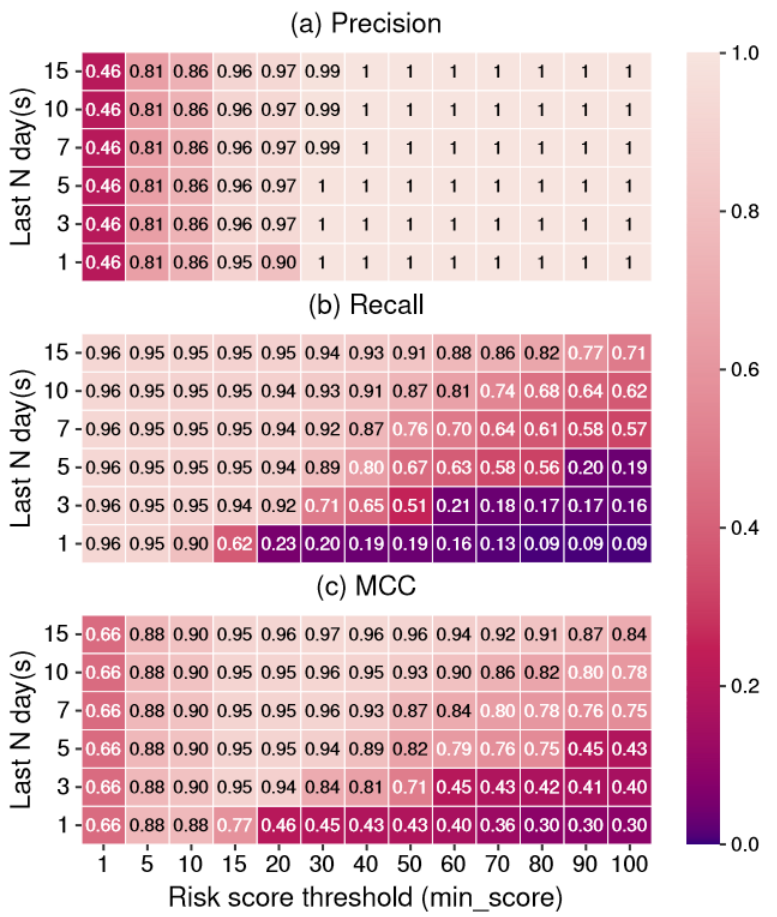 (a) Precision
1.0
15 0.46 0.81 0.86 0.96 0.97 0.99 1 1 1 1 1 1 1
10 0.46 0.81 0.86 0.96 0.97 0.99 1 1 1 1 1 1 1
7 0.46 0.81 0.86 0.96 0.97 0.99 1 1 1 1 1 1 1
5 0.46 0.81 0.86 0.96 0.97 1 1 1 1 1 1 1 1
3 0.46 0.81 0.86 0.96 0.97 1 1 1 1 1 1 1 1
1 0.46 0.81 0.86 0.95 0.90 1 1 1 1 1 1 1 1
Last N day(s)
0.8
(b) Recall
15 0.96 0.95 0.95 0.95 0.95 0.94 0.93 0.91 0.88 0.86 0.82 0.77 0.71
10 0.96 0.95 0.95 0.95 0.94 0.93 0.91 0.87 0.81 0.74 0.68 0.64 0.62
7 0.96 0.95 0.95 0.95 0.94 0.92 0.87 0.76 0.70 0.64 0.61 0.58 0.57
5 0.96 0.95 0.95 0.95 0.94 0.89 0.80 0.67 0.63 0.58 0.56 0.20 0.19
3 0.96 0.95 0.95 0.94 0.92 0.71 0.65 0.51 0.21 0.18 0.17 0.17 0.16
1 0.96 0.95 0.90 0.62 0.23 0.20 0.19 0.19 0.16 0.13 0.09 0.09 0.09
Last N day(s)
0.6
0.4
(c) MCC
15 0.66 0.88 0.90 0.95 0.96 0.97 0.96 0.96 0.94 0.92 0.91 0.87 0.84
10 0.66 0.88 0.90 0.95 0.95 0.96 0.95 0.93 0.90 0.86 0.82 0.80 0.78
7 0.66 0.88 0.90 0.95 0.95 0.96 0.93 0.87 0.84 0.80 0.78 0.76 0.75
5 0.66 0.88 0.90 0.95 0.95 0.94 0.89 0.82 0.79 0.76 0.75 0.45 0.43
3 0.66 0.88 0.90 0.95 0.94 0.84 0.81 0.71 0.45 0.43 0.42 0.41 0.40
1 0.66 0.88 0.88 0.77 0.46 0.45 0.43 0.43 0.40 0.36 0.30 0.30 0.30
Last N day(s)
0.2
0.0
1 5 10 15 20 30 40 50 60 70 80 90 100
Risk score threshold (min_score)